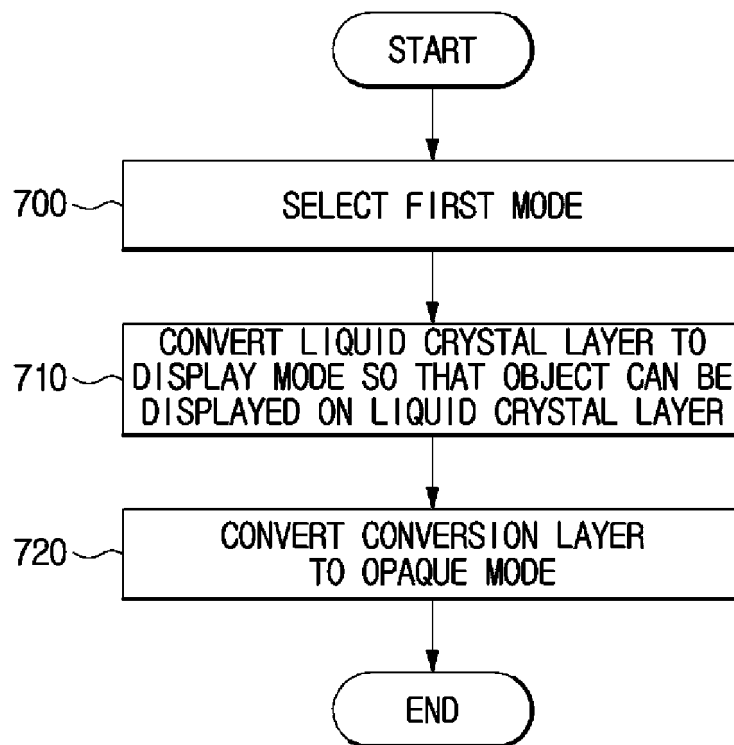 START
700
SELECT FIRST MODE
710
CONVERT LIQUID CRYSTAL LAYER TO
DISPLAY MODE SO THAT OBJECT CAN BE
DISPLAYED ON LIQUID CRYSTAL LAYER
720
CONVERT CONVERSION LAYER
TO OPAQUE MODE
END